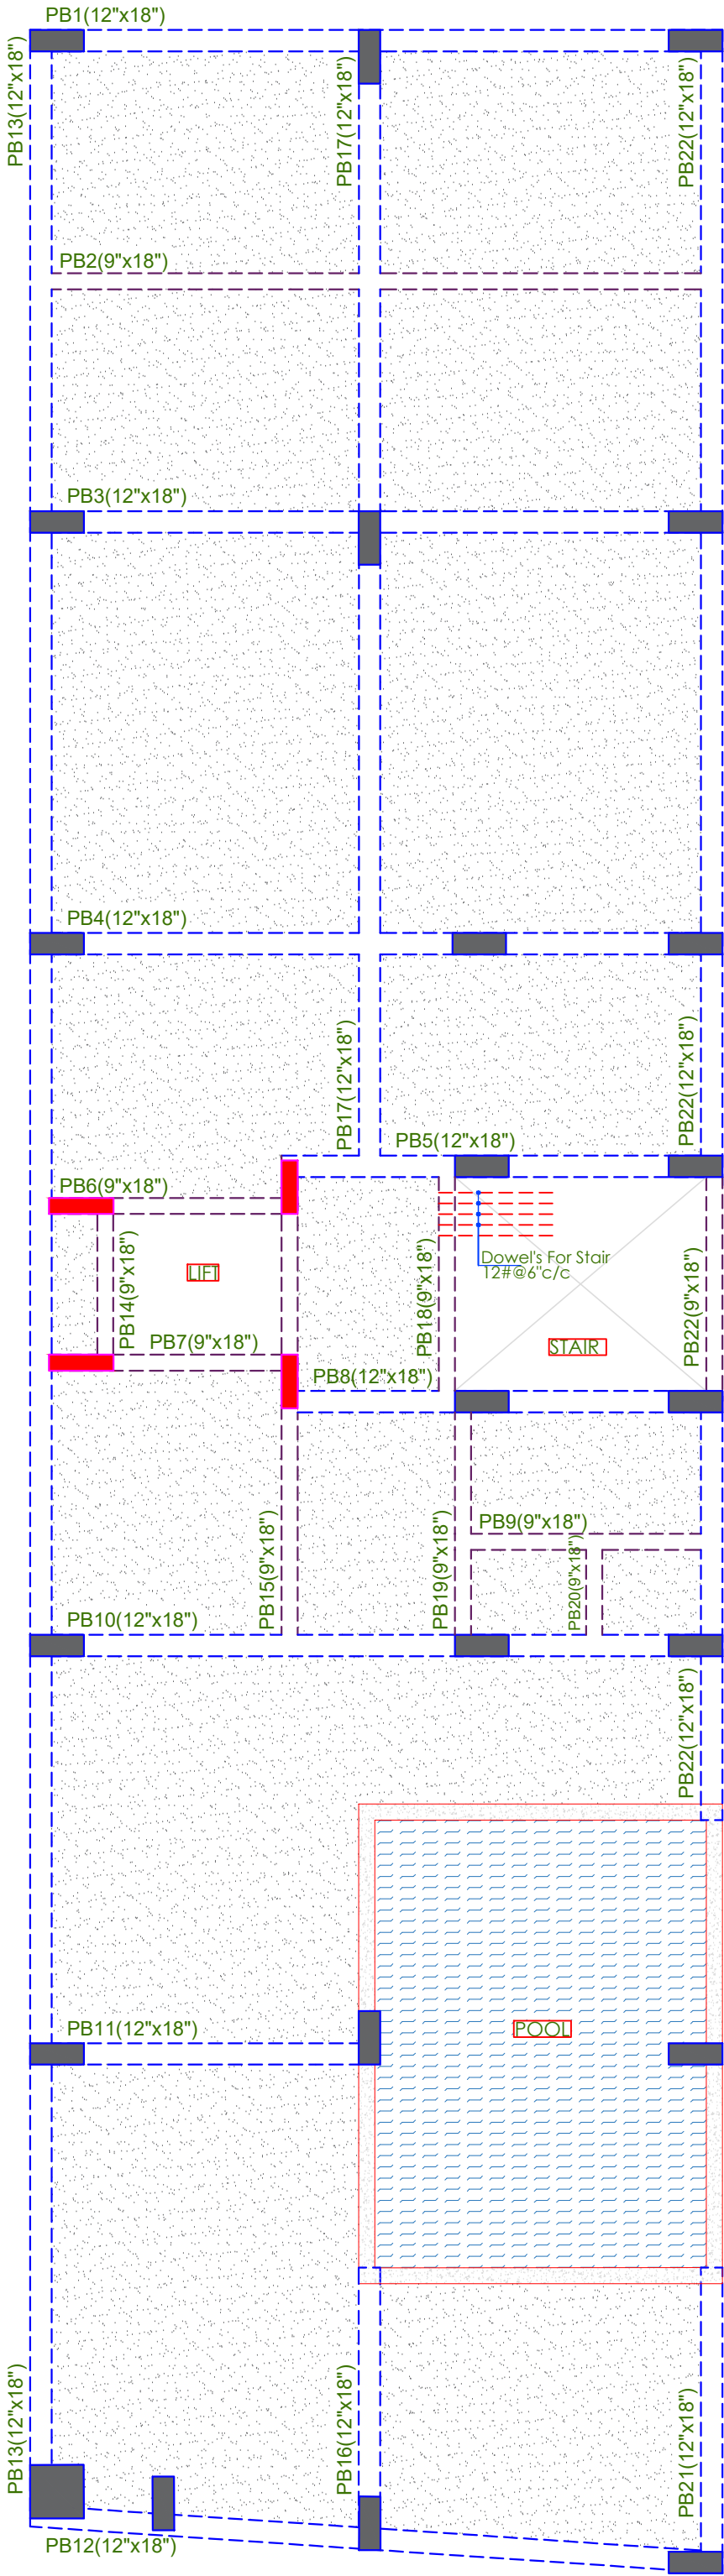 PB1(12"x18")
PB13(12"x18")
PB17(12"x18")
PB22(12"x18")
PB2(9"x18")
PB3(12"x18")
PB4(12"x18")
PB17(12"x18")
PB22(12"x18")
PB5(12"x18")
PB6(9"x18")
PB14(9"x18")
LIFT
PB18(9"x18")
Dowel's For Stair
12#@6"c/c
STAIR
PB22(9"x18")
PB7(9"x18")
PB8(12"x18")
PB15(9"x18")
PB19(9"x18")
PB9(9"x18")
PB20(9"x18")
PB10(12"x18")
PB22(12"x18")
POOL
PB11(12"x18")
PB13(12"x18")
PB16(12"x18")
PB21(12"x18")
PB12(12"x18")